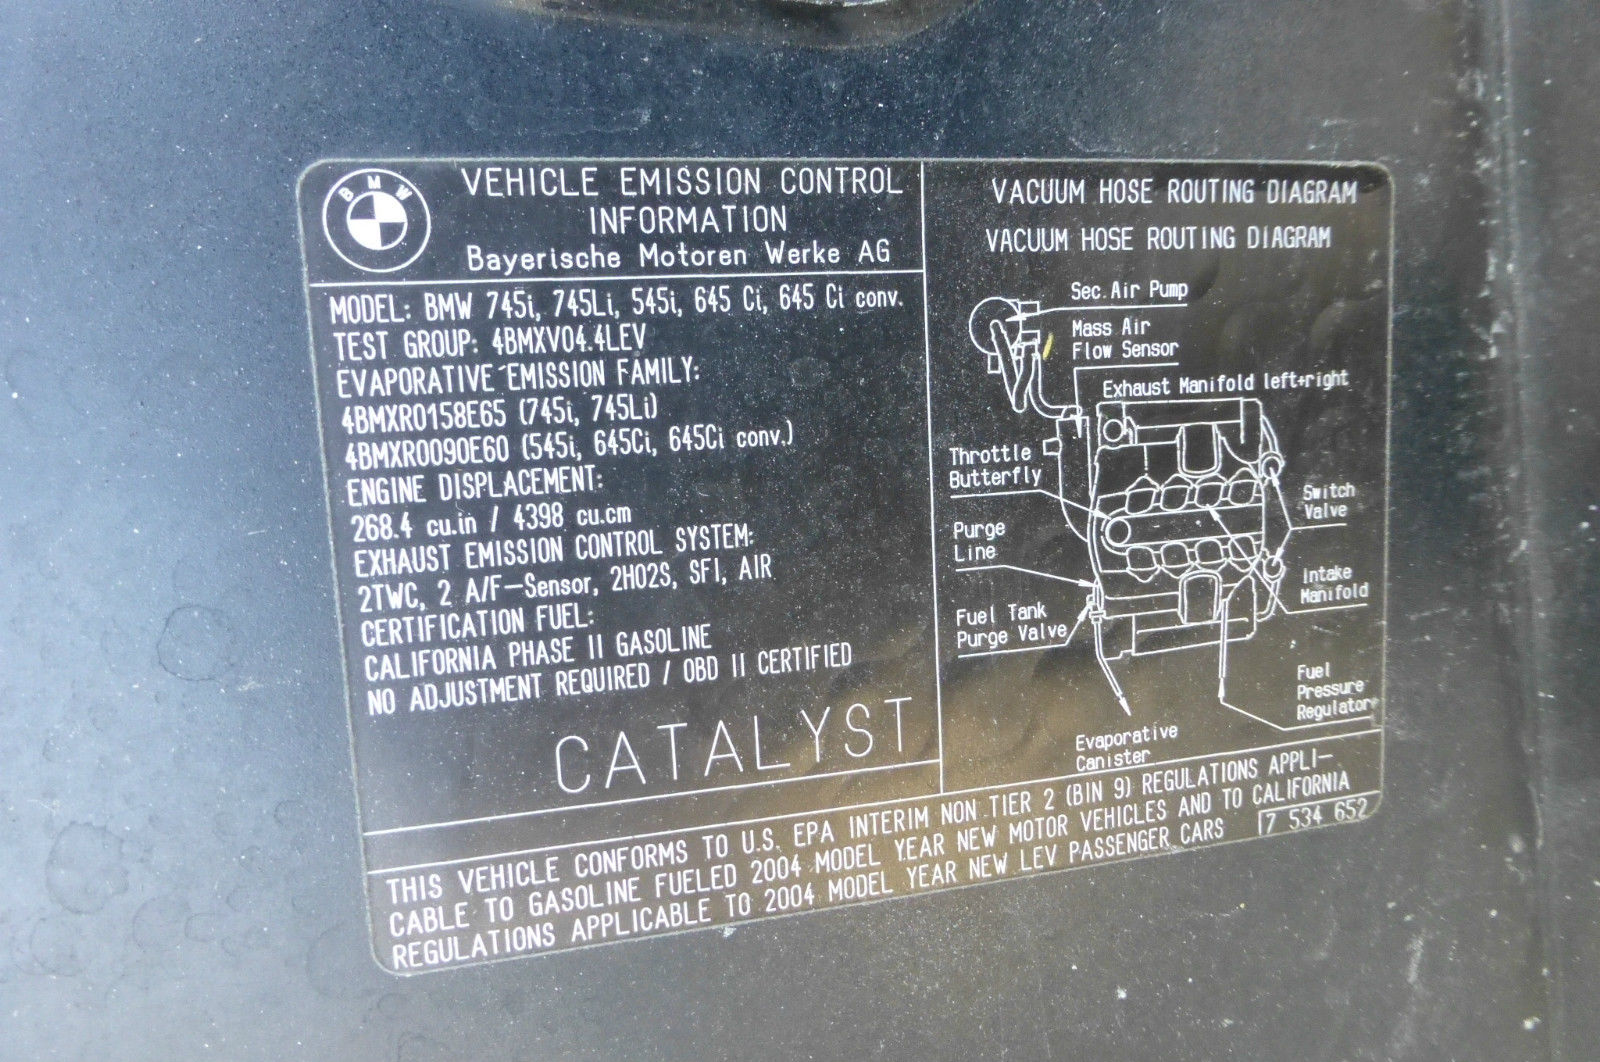 BMW
VEHICLE EMISSION CONTROL
INFORMATION
Bayerische Motoren Werke AG
MODEL: BMW 745i, 745Li, 545i, 645 Ci, 645 Ci conv.
TEST GROUP: 4BMXV04.4LEV
EVAPORATIVE EMISSION FAMILY:
4BMXR0158E65 (745i, 745Li)
4BMXR0090E60 (545i, 645Ci, 645Ci conv.)
ENGINE DISPLACEMENT:
268.4 cu.in / 4398 cu.cm
EXHAUST EMISSION CONTROL SYSTEM:
2TWC, 2 A/F-Sensor, 2HO2S, SFI, AIR
CERTIFICATION FUEL:
CALIFORNIA PHASE II GASOLINE
NO ADJUSTMENT REQUIRED / OBD II CERTIFIED
CATALYST
VACUUM HOSE ROUTING DIAGRAM
VACUUM HOSE ROUTING DIAGRAM
Sec. Air Pump
Mass Air
Flow Sensor
Exhaust Manifold left+right
Throttle
Butterfly
Switch
Valve
Purge
Line
Intake
Manifold
Fuel Tank
Purge Valve
Fuel
Pressure
Regulator
Evaporative
Canister
THIS VEHICLE CONFORMS TO U.S. EPA INTERIM NON TIER 2 (BIN 9) REGULATIONS APPLI-
CABLE TO GASOLINE FUELED 2004 MODEL YEAR NEW MOTOR VEHICLES AND TO CALIFORNIA
REGULATIONS APPLICABLE TO 2004 MODEL YEAR NEW LEV PASSENGER CARS
7 534 652